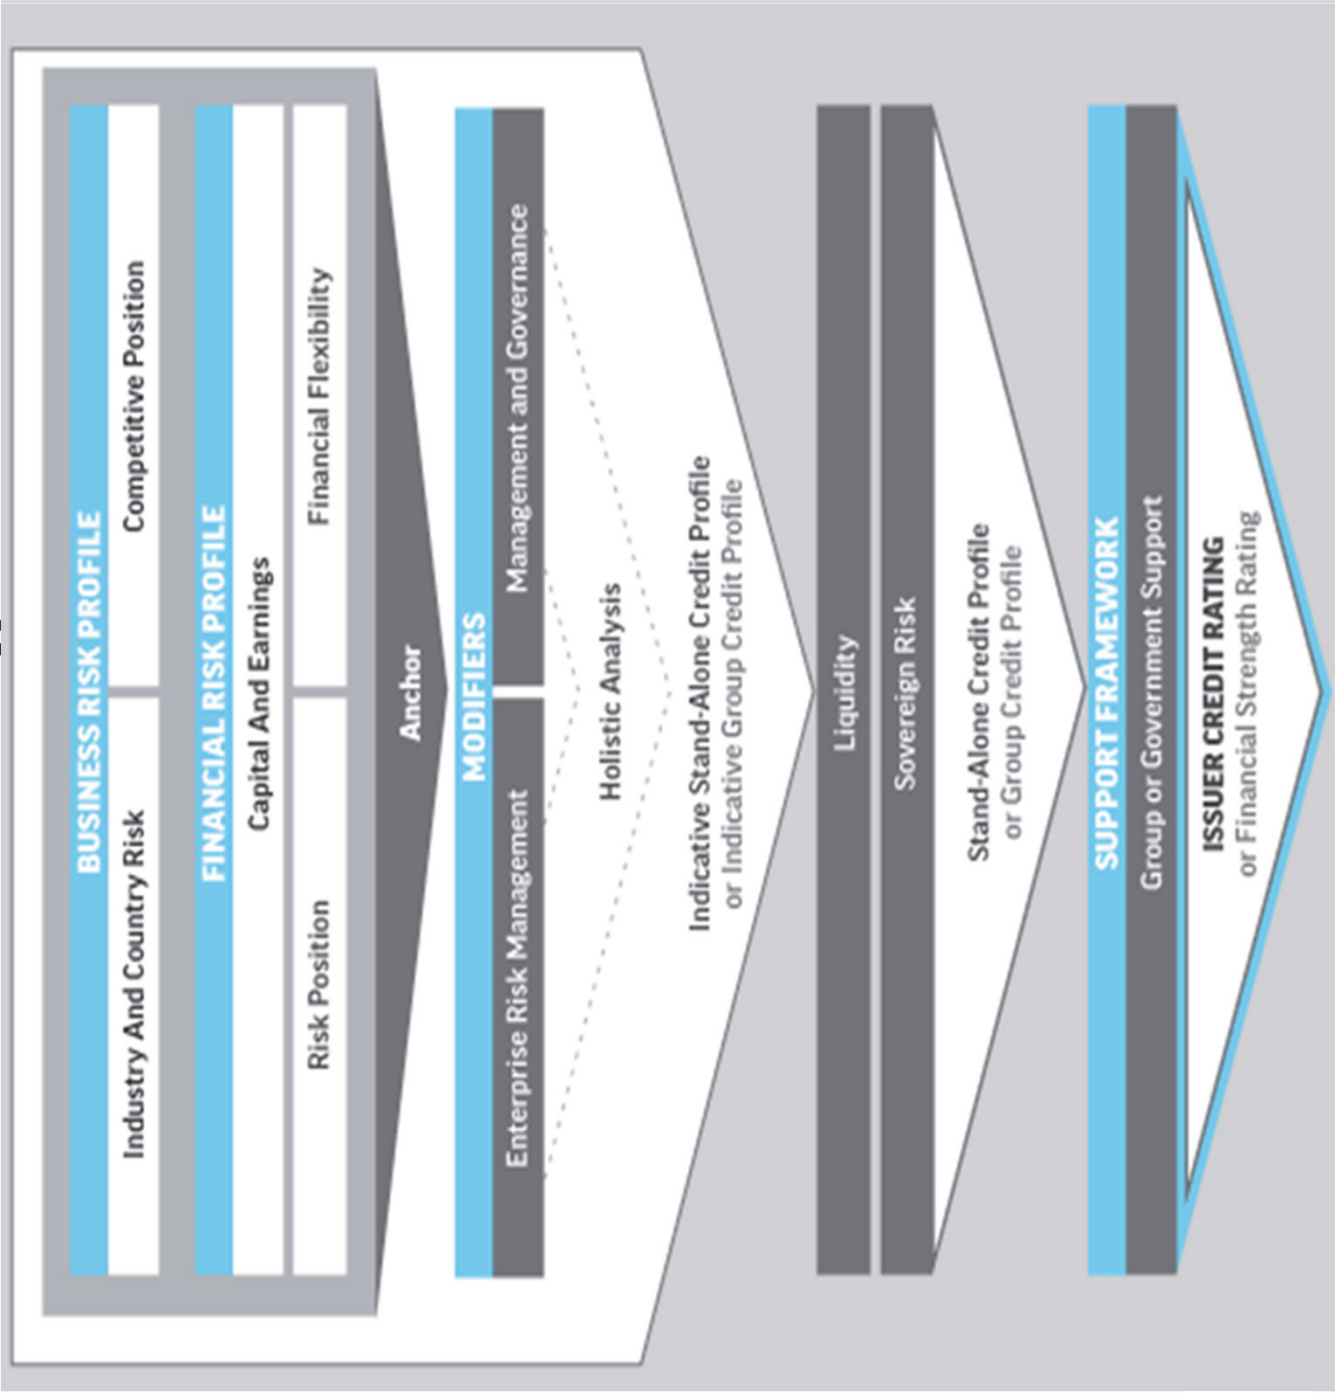 BUSINESS RISK PROFILE
Industry And Country Risk
Competitive Position
FINANCIAL RISK PROFILE
Capital And Earnings
Risk Position
Financial Flexibility
Anchor
MODIFIERS
Enterprise Risk Management
Management and Governance
Holistic Analysis
Indicative Stand-Alone Credit Profile
or Indicative Group Credit Profile
Liquidity
Sovereign Risk
Stand-Alone Credit Profile
or Group Credit Profile
SUPPORT FRAMEWORK
Group or Government Support
ISSUER CREDIT RATING
or Financial Strength Rating